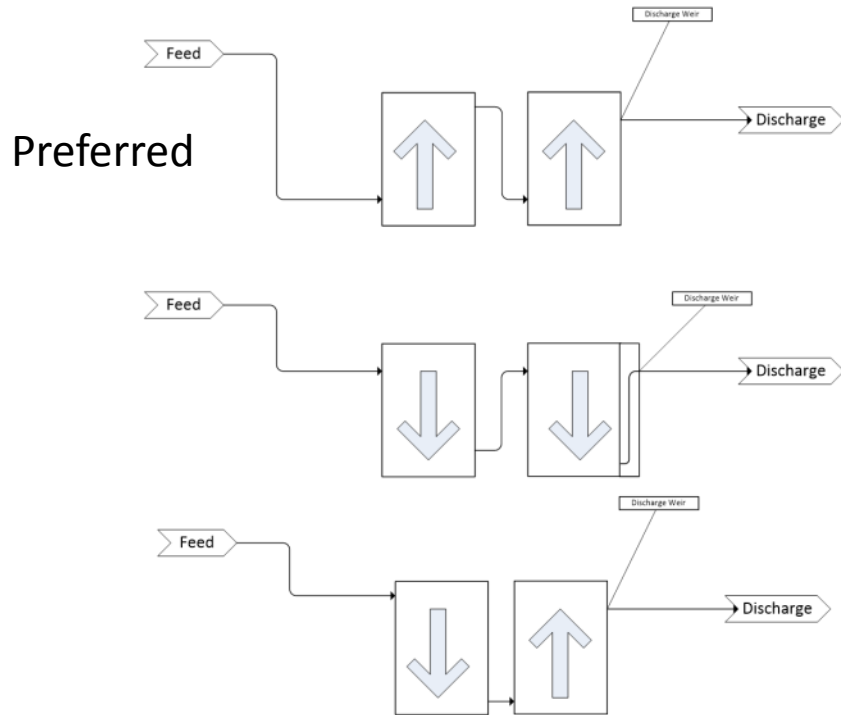 Discharge Weir
Feed
Discharge
Preferred
Discharge Weir
Feed
Discharge
Discharge Weir
Feed
Discharge